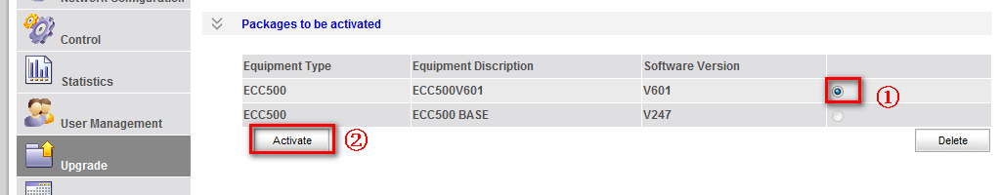 Network Configuration
Control
Statistics
User Management
Upgrade
Packages to be activated
Equipment Type Equipment Discription Software Version
ECC500 ECC500V601 V601 ①
ECC500 ECC500 BASE V247
Activate ② Delete